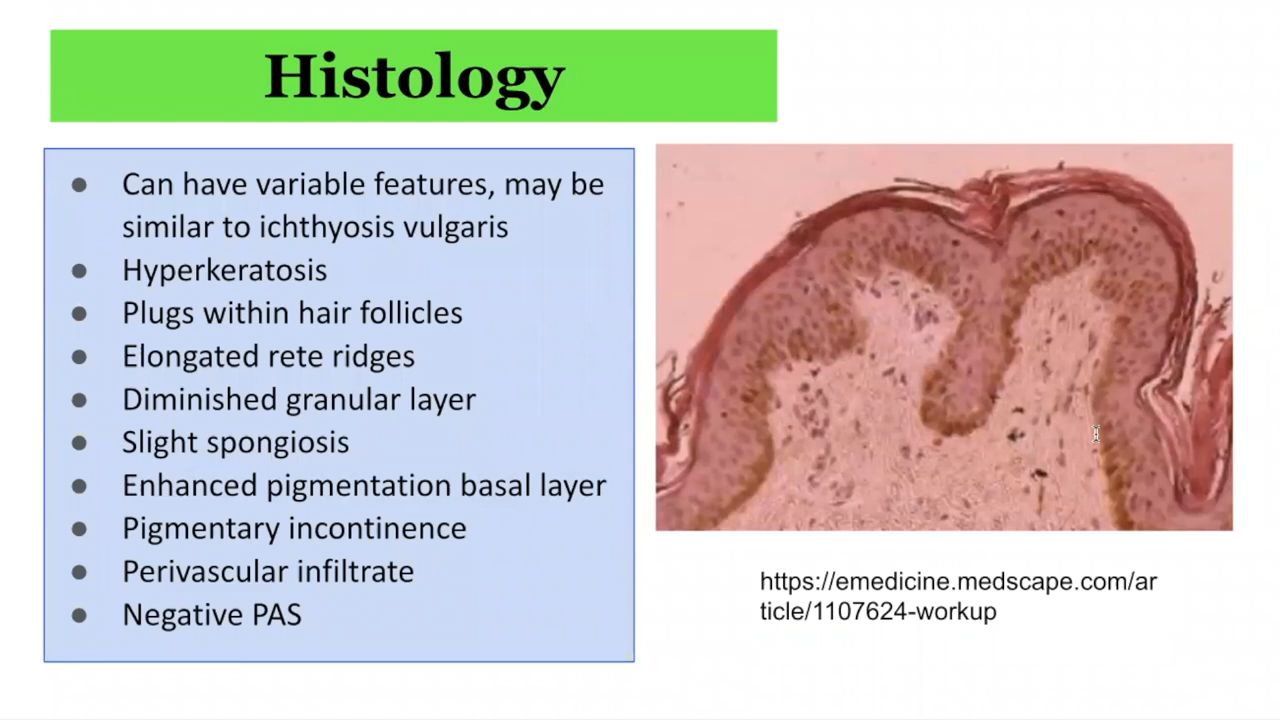 Histology
● Can have variable features, may be
similar to ichthyosis vulgaris
● Hyperkeratosis
● Plugs within hair follicles
● Elongated rete ridges
● Diminished granular layer
● Slight spongiosis
● Enhanced pigmentation basal layer
● Pigmentary incontinence
● Perivascular infiltrate
● Negative PAS
https://emedicine.medscape.com/ar
ticle/1107624-workup